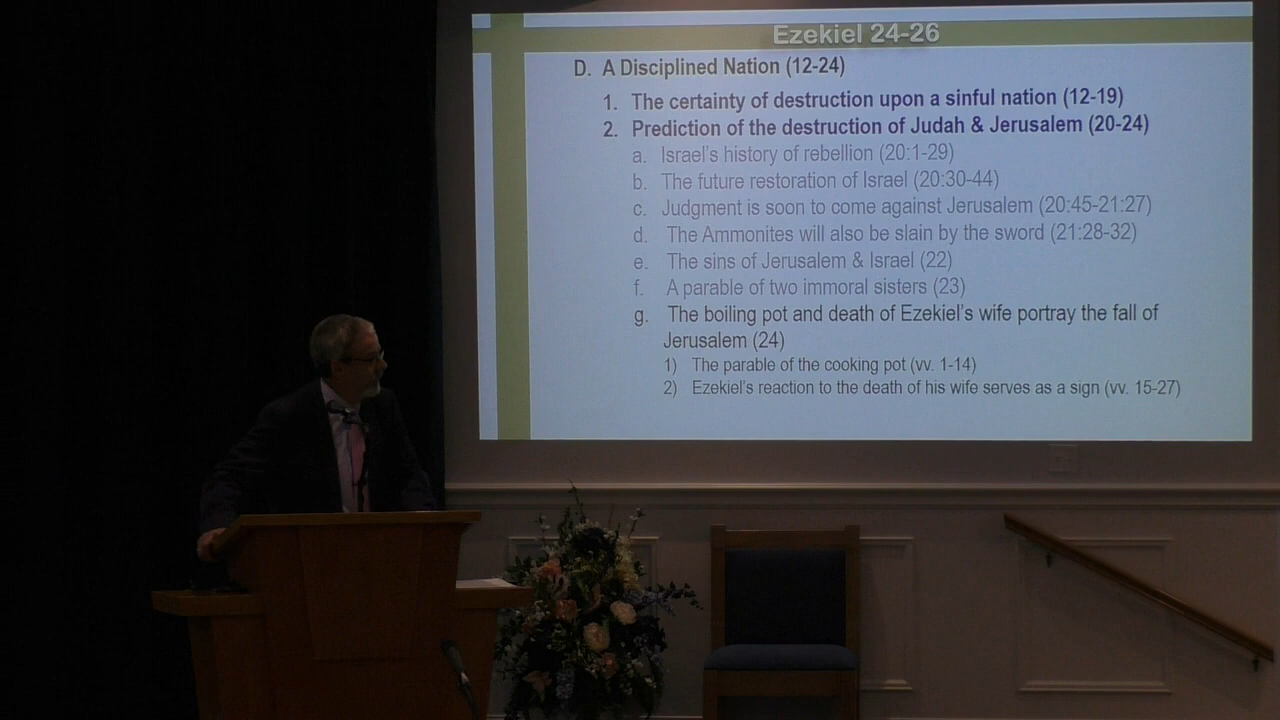 Ezekiel 24-26
D. A Disciplined Nation (12-24)
1. The certainty of destruction upon a sinful nation (12-19)
2. Prediction of the destruction of Judah & Jerusalem (20-24)
a. Israel's history of rebellion (20:1-29)
b. The future restoration of Israel (20:30-44)
c. Judgment is soon to come against Jerusalem (20:45-21:27)
d. The Ammonites will also be slain by the sword (21:28-32)
e. The sins of Jerusalem & Israel (22)
f. A parable of two immoral sisters (23)
g. The boiling pot and death of Ezekiel's wife portray the fall of
Jerusalem (24)
1) The parable of the cooking pot (vv. 1-14)
2) Ezekiel's reaction to the death of his wife serves as a sign (vv. 15-27)